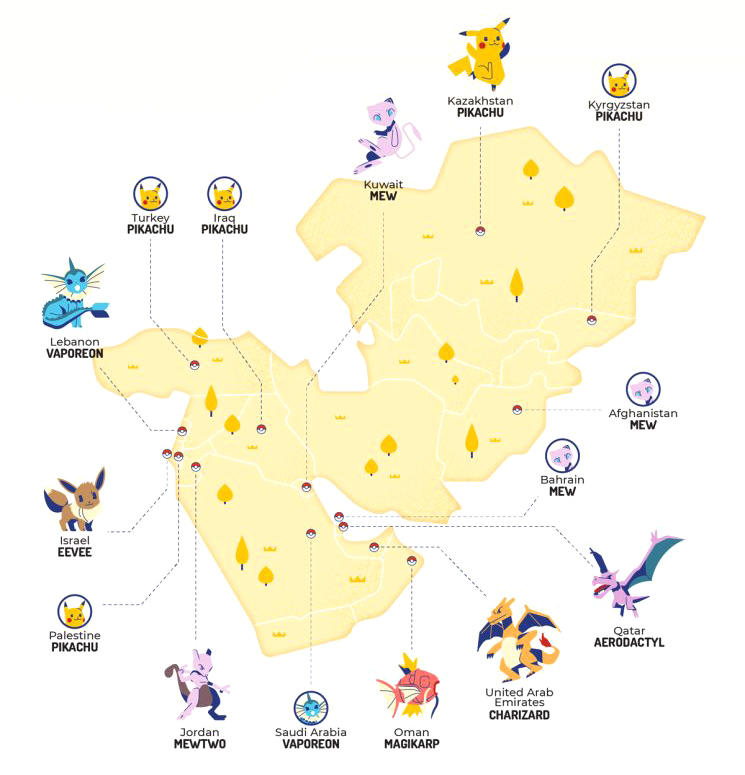 Kazakhstan
PIKACHU
Kyrgyzstan
PIKACHU
Kuwait
MEW
Turkey
PIKACHU
Iraq
PIKACHU
Lebanon
VAPOREON
Afghanistan
MEW
Bahrain
MEW
Israel
EEVEE
Qatar
AERODACTYL
Palestine
PIKACHU
United Arab
Emirates
CHARIZARD
Jordan
MEWTWO
Saudi Arabia
VAPOREON
Oman
MAGIKARP